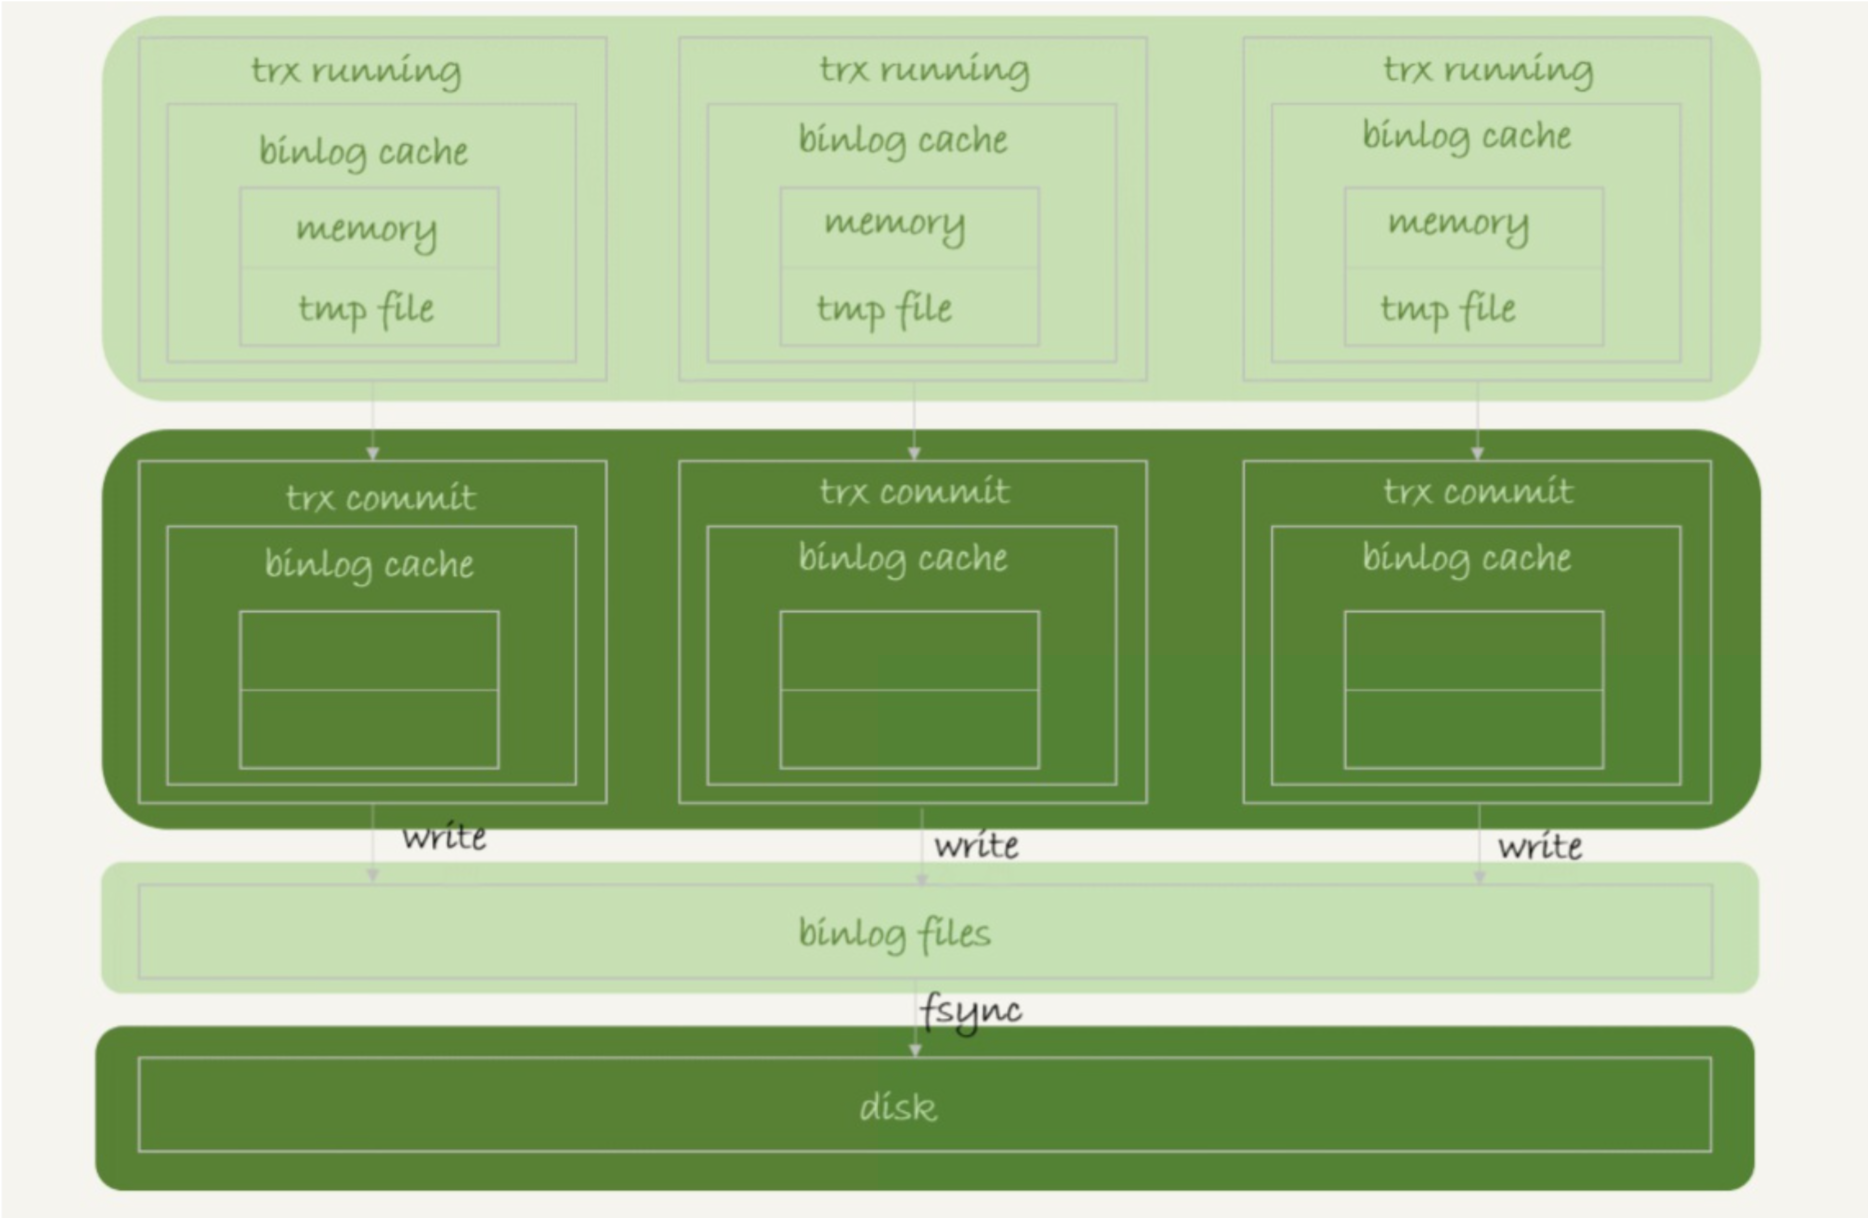 trx running
trx running
trx running
binlog cache
binlog cache
binlog cache
memory
memory
memory
tmp file
tmp file
tmp file
trx commit
trx commit
trx commit
binlog cache
binlog cache
binlog cache
write
write
write
binlog files
fsync
disk